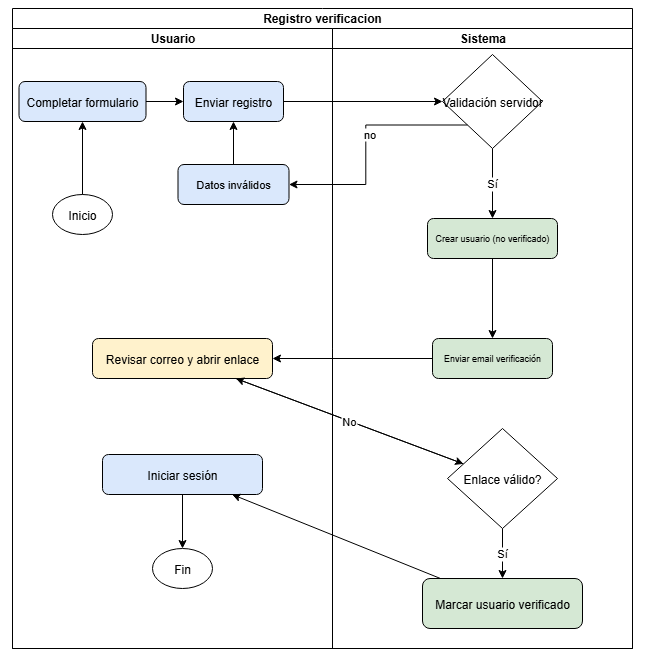 Registro verificacion
Usuario
Sistema
Completar formulario
Enviar registro
Validación servidor
no
Datos inválidos
Sí
Inicio
Crear usuario (no verificado)
Revisar correo y abrir enlace
Enviar email verificación
No
Iniciar sesión
Enlace válido?
Sí
Fin
Marcar usuario verificado